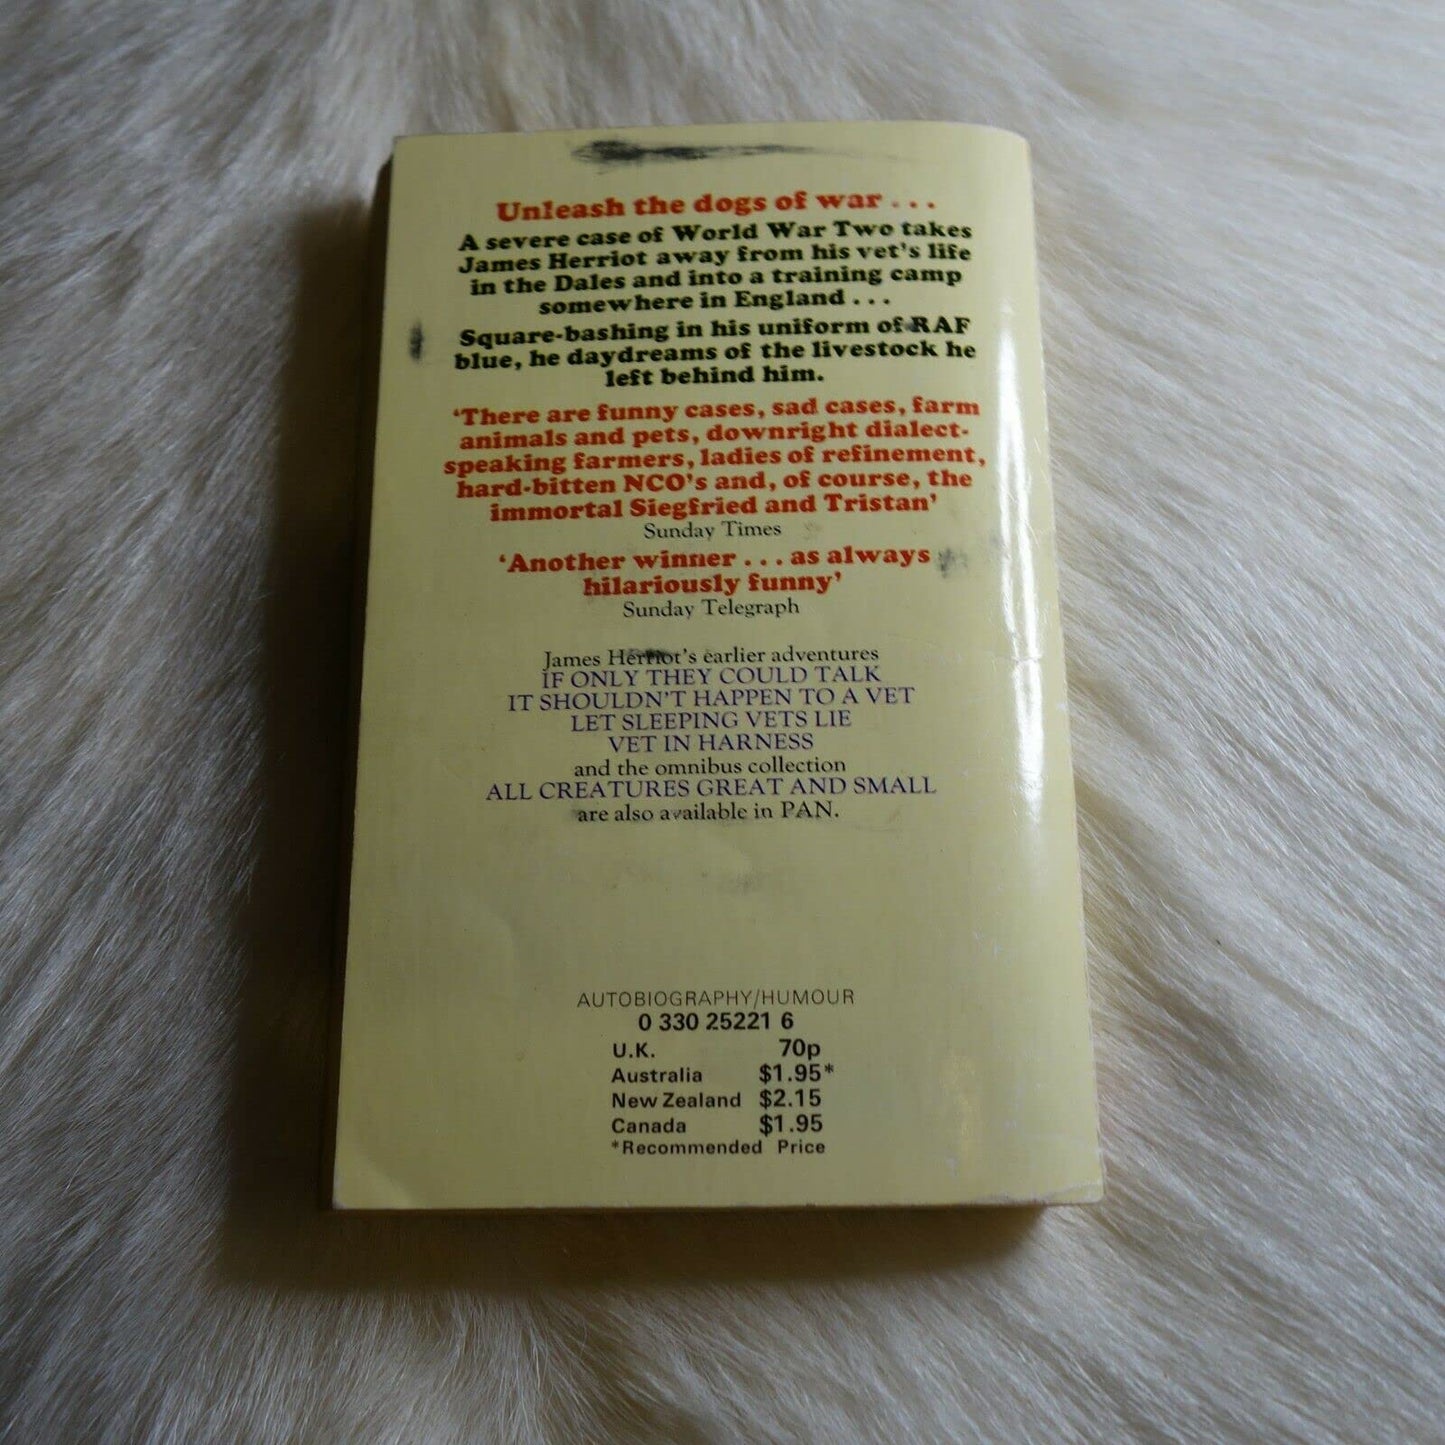 Unleash the dogs of war . . .
A severe case of World War Two takes
James Herriot away from his vet's life
in the Dales and into a training camp
somewhere in England . . .
Square-bashing in his uniform of RAF
blue, he daydreams of the livestock he
left behind him.
'There are funny cases, sad cases, farm
animals and pets, downright dialect-
speaking farmers, ladies of refinement,
hard-bitten NCO's and, of course, the
immortal Siegfried and Tristan'
Sunday Times
'Another winner . . . as always
hilariously funny'
Sunday Telegraph
James Herriot's earlier adventures
IF ONLY THEY COULD TALK
IT SHOULDN'T HAPPEN TO A VET
LET SLEEPING VETS LIE
VET IN HARNESS
and the omnibus collection
ALL CREATURES GREAT AND SMALL
are also available in PAN.
AUTOBIOGRAPHY/HUMOUR
0 330 25221 6
U.K. 70p
Australia $1.95*
New Zealand $2.15
Canada $1.95
*Recommended Price